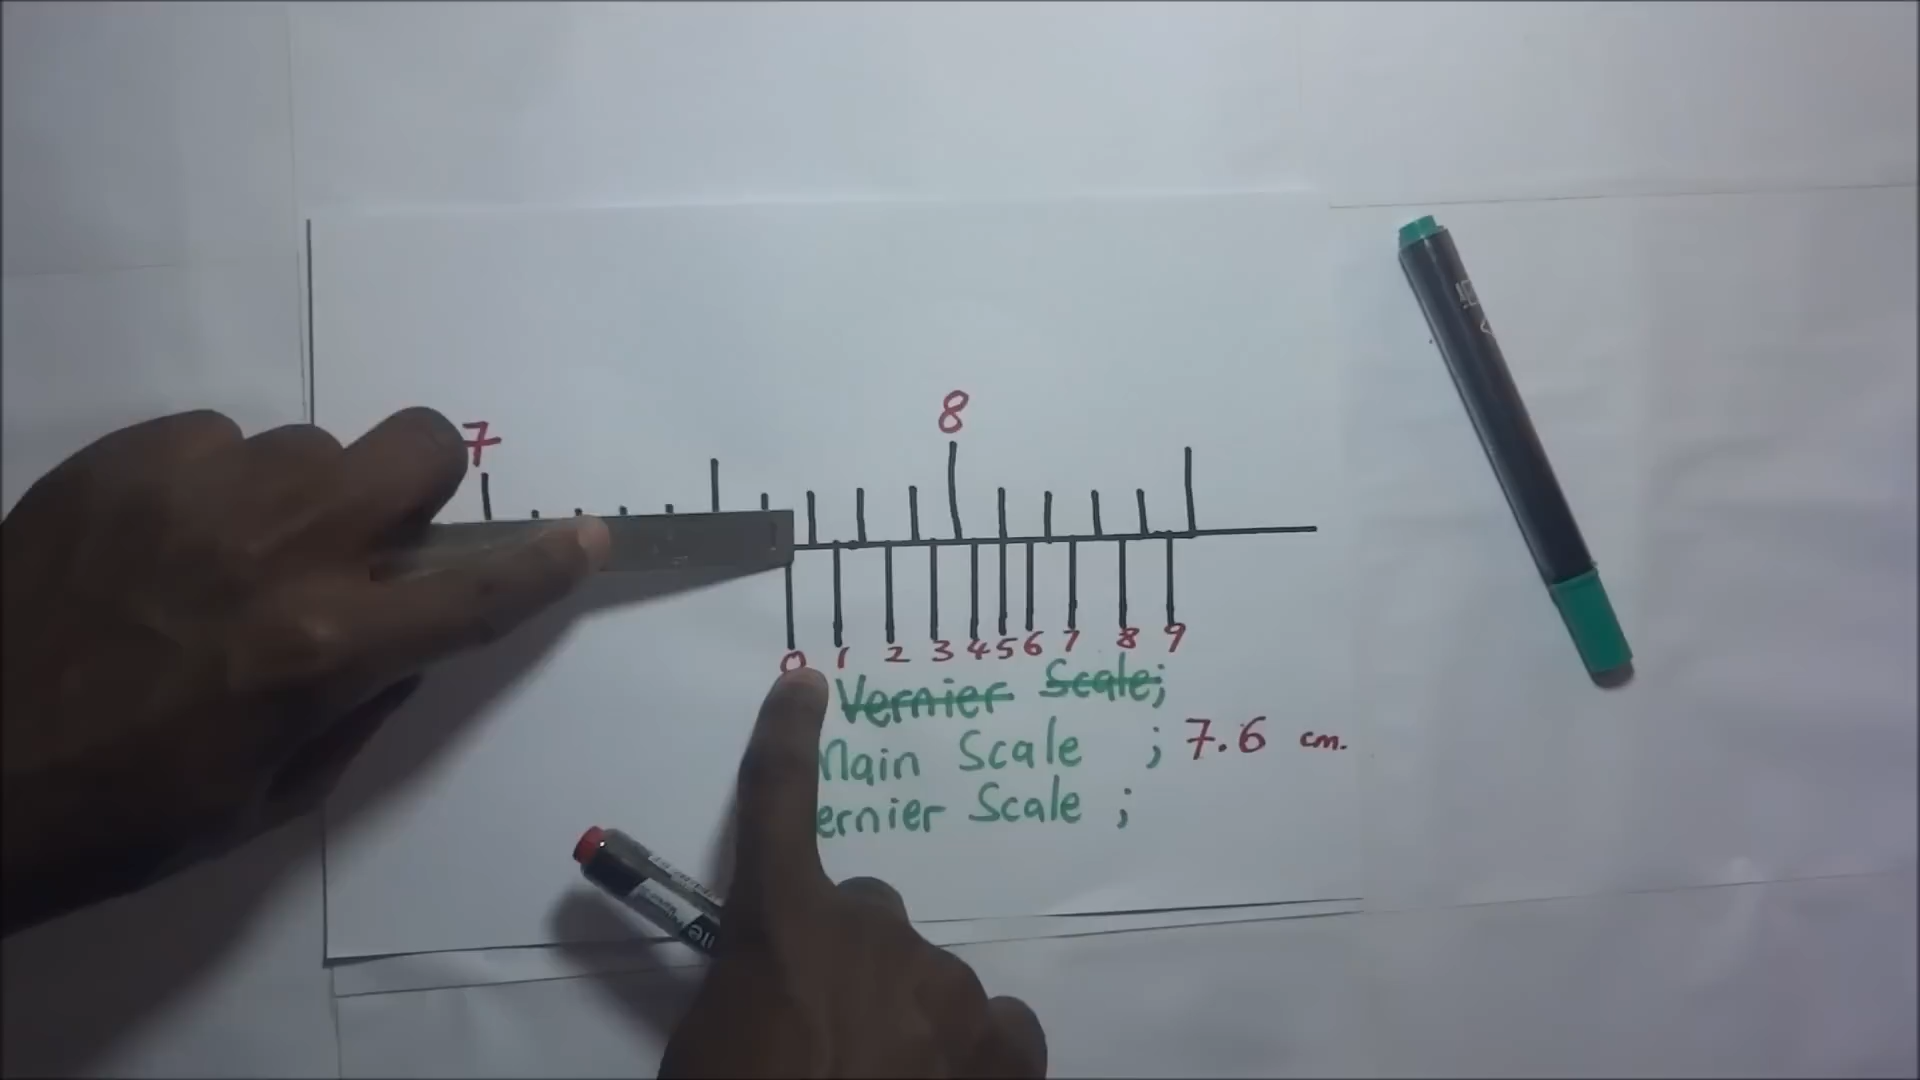 7
8
0 1 2 3 4 5 6 7 8 9
Vernier Scale;
Main Scale ; 7.6 cm.
ernier Scale ;